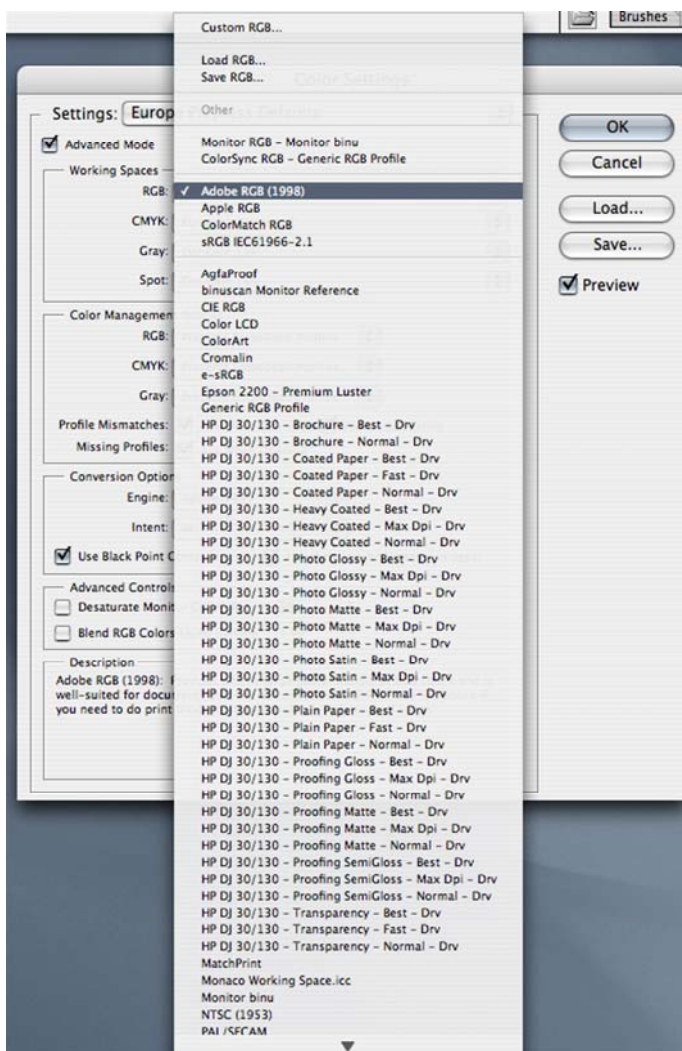 Brushes
Custom RGB...
Load RGB...
Save RGB...
Color Settings
Other
Monitor RGB – Monitor binu
ColorSync RGB – Generic RGB Profile
✓ Adobe RGB (1998)
Apple RGB
ColorMatch RGB
sRGB IEC61966-2.1
AgfaProof
binuscan Monitor Reference
CIE RGB
Color LCD
ColorArt
Cromalin
e-sRGB
Epson 2200 – Premium Luster
Generic RGB Profile
HP DJ 30/130 – Brochure – Best – Drv
HP DJ 30/130 – Brochure – Normal – Drv
HP DJ 30/130 – Coated Paper – Best – Drv
HP DJ 30/130 – Coated Paper – Fast – Drv
HP DJ 30/130 – Coated Paper – Normal – Drv
HP DJ 30/130 – Heavy Coated – Best – Drv
HP DJ 30/130 – Heavy Coated – Max Dpi – Drv
HP DJ 30/130 – Heavy Coated – Normal – Drv
HP DJ 30/130 – Photo Glossy – Best – Drv
HP DJ 30/130 – Photo Glossy – Max Dpi – Drv
HP DJ 30/130 – Photo Glossy – Normal – Drv
HP DJ 30/130 – Photo Matte – Best – Drv
HP DJ 30/130 – Photo Matte – Max Dpi – Drv
HP DJ 30/130 – Photo Matte – Normal – Drv
HP DJ 30/130 – Photo Satin – Best – Drv
HP DJ 30/130 – Photo Satin – Max Dpi – Drv
HP DJ 30/130 – Photo Satin – Normal – Drv
HP DJ 30/130 – Plain Paper – Best – Drv
HP DJ 30/130 – Plain Paper – Fast – Drv
HP DJ 30/130 – Plain Paper – Normal – Drv
HP DJ 30/130 – Proofing Gloss – Best – Drv
HP DJ 30/130 – Proofing Gloss – Max Dpi – Drv
HP DJ 30/130 – Proofing Gloss – Normal – Drv
HP DJ 30/130 – Proofing Matte – Best – Drv
HP DJ 30/130 – Proofing Matte – Max Dpi – Drv
HP DJ 30/130 – Proofing Matte – Normal – Drv
HP DJ 30/130 – Proofing SemiGloss – Best – Drv
HP DJ 30/130 – Proofing SemiGloss – Max Dpi – Drv
HP DJ 30/130 – Proofing SemiGloss – Normal – Drv
HP DJ 30/130 – Transparency – Best – Drv
HP DJ 30/130 – Transparency – Fast – Drv
HP DJ 30/130 – Transparency – Normal – Drv
MatchPrint
Monaco Working Space.icc
Monitor binu
NTSC (1953)
PAL/SECAM
Settings: Europ
Advanced Mode
Working Spaces
RGB:
CMYK:
Gray:
Spot:
Color Managemen
RGB:
CMYK:
Gray:
Profile Mismatches:
Missing Profiles:
Conversion Option
Engine:
Intent:
Use Black Point C
Advanced Controls
Desaturate Monit
Blend RGB Colors
Description
Adobe RGB (1998):
well-suited for docu
you need to do print
OK
Cancel
Load...
Save...
Preview